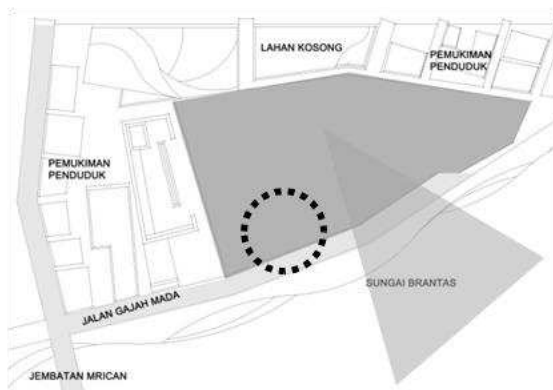 LAHAN KOSONG
PEMUKIMAN
PENDUDUK
PEMUKIMAN
PENDUDUK
SUNGAI BRANTAS
JALAN GAJAH MADA
JEMBATAN MRICAN